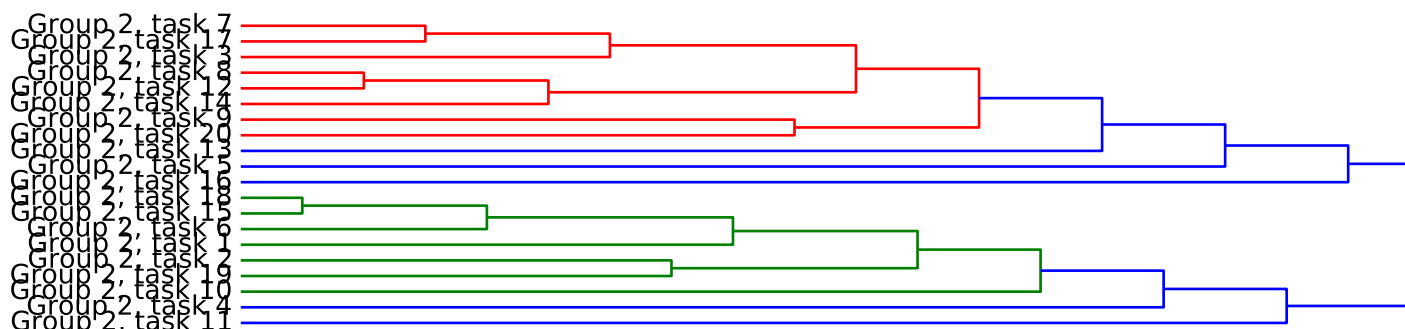 Group 2, task 7
Group 2, task 17
Group 2, task 3
Group 2, task 8
Group 2, task 12
Group 2, task 14
Group 2, task 9
Group 2, task 20
Group 2, task 13
Group 2, task 5
Group 2, task 16
Group 2, task 18
Group 2, task 15
Group 2, task 6
Group 2, task 1
Group 2, task 2
Group 2, task 19
Group 2, task 10
Group 2, task 4
Group 2, task 11